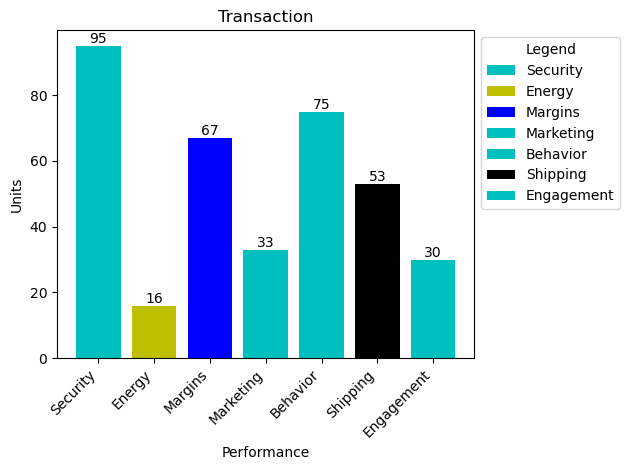 Transaction
95
16
67
33
75
53
30
Units
80
60
40
20
0
Security
Energy
Margins
Marketing
Behavior
Shipping
Engagement
Performance
Legend
Security
Energy
Margins
Marketing
Behavior
Shipping
Engagement